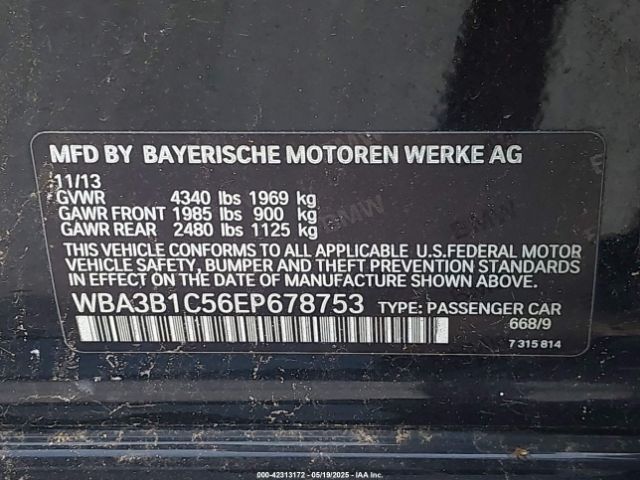 MFD BY BAYERISCHE MOTOREN WERKE AG
11/13
GVWR 4340 lbs 1969 kg
GAWR FRONT 1985 lbs 900 kg
GAWR REAR 2480 lbs 1125 kg
THIS VEHICLE CONFORMS TO ALL APPLICABLE U.S.FEDERAL MOTOR
VEHICLE SAFETY, BUMPER AND THEFT PREVENTION STANDARDS
IN EFFECT ON THE DATE OF MANUFACTURE SHOWN ABOVE.
WBA3B1C56EP678753 TYPE: PASSENGER CAR
668/9
7 315 814
000-42313172 - 05/19/2025 - IAA Inc.